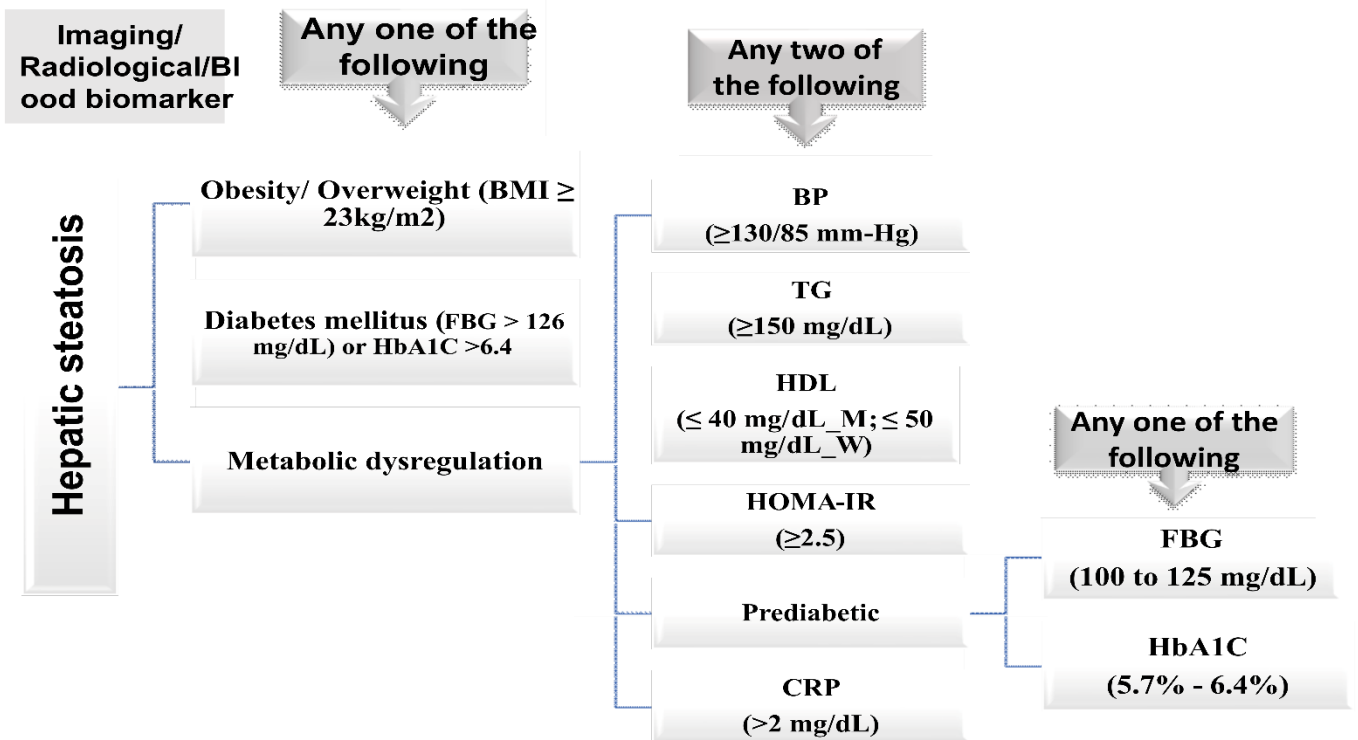 Imaging/
Radiological/Bl
ood biomarker
Any one of the
following
Any two of
the following
Hepatic steatosis
Obesity/ Overweight (BMI ≥
23kg/m2)
Diabetes mellitus (FBG > 126
mg/dL) or HbA1C >6.4
Metabolic dysregulation
BP
(≥130/85 mm-Hg)
TG
(≥150 mg/dL)
HDL
(≤ 40 mg/dL_M; ≤ 50
mg/dL_W)
HOMA-IR
(≥2.5)
Prediabetic
CRP
(>2 mg/dL)
Any one of the
following
FBG
(100 to 125 mg/dL)
HbA1C
(5.7% - 6.4%)